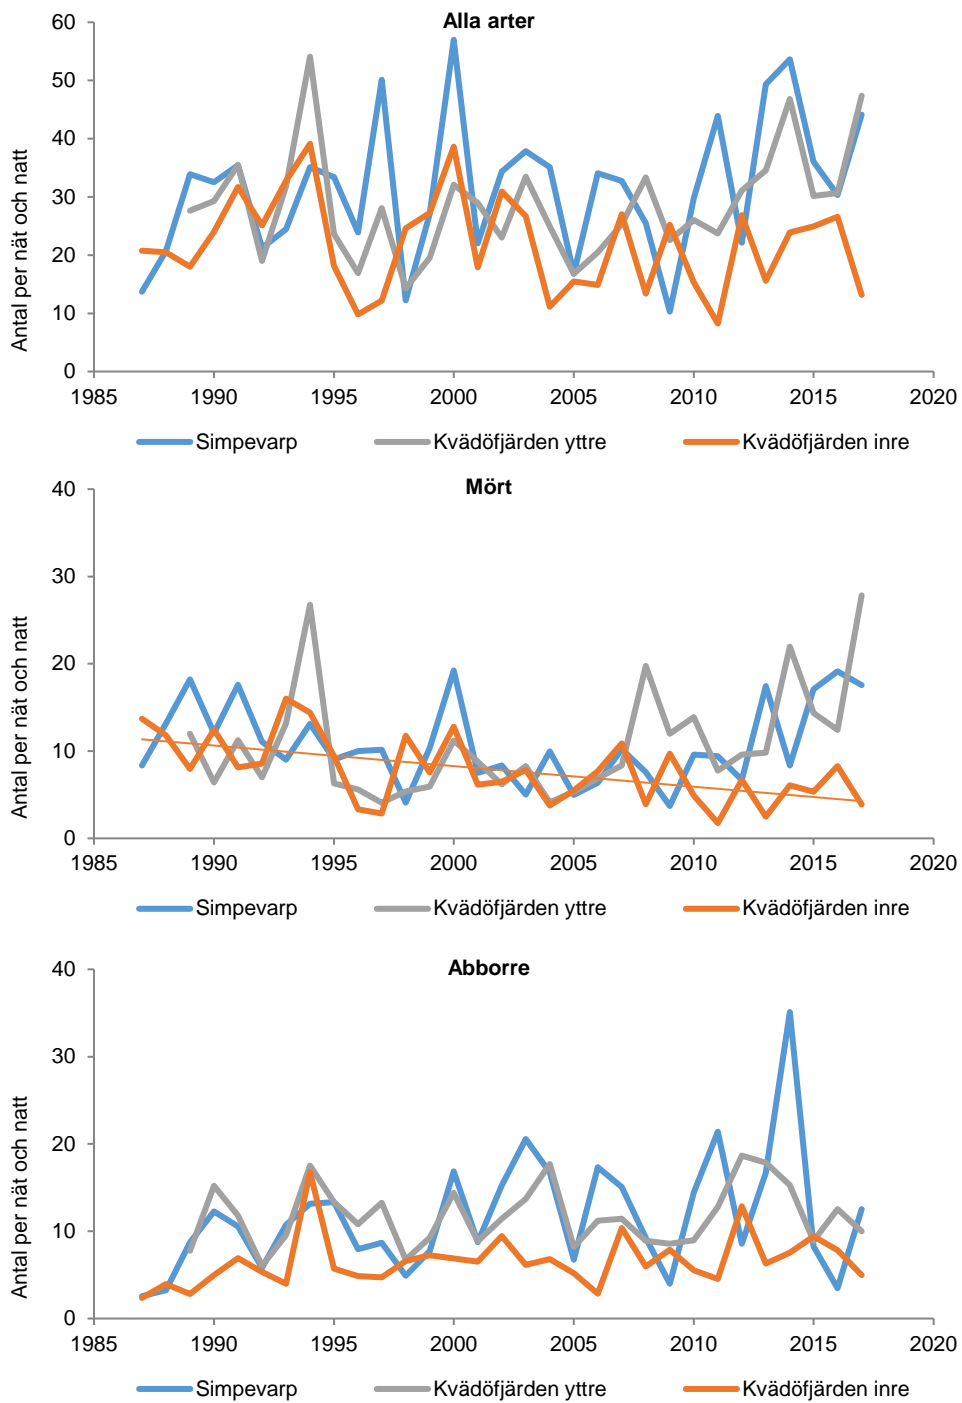 Alla arter
60
50
40
30
20
10
0
Antal per nät och natt
1985 1990 1995 2000 2005 2010 2015 2020
Simpevarp Kvädöfjärden yttre Kvädöfjärden inre
Mört
40
30
20
10
0
Antal per nät och natt
1985 1990 1995 2000 2005 2010 2015 2020
Simpevarp Kvädöfjärden yttre Kvädöfjärden inre
Abborre
40
30
20
10
0
Antal per nät och natt
1985 1990 1995 2000 2005 2010 2015 2020
Simpevarp Kvädöfjärden yttre Kvädöfjärden inre